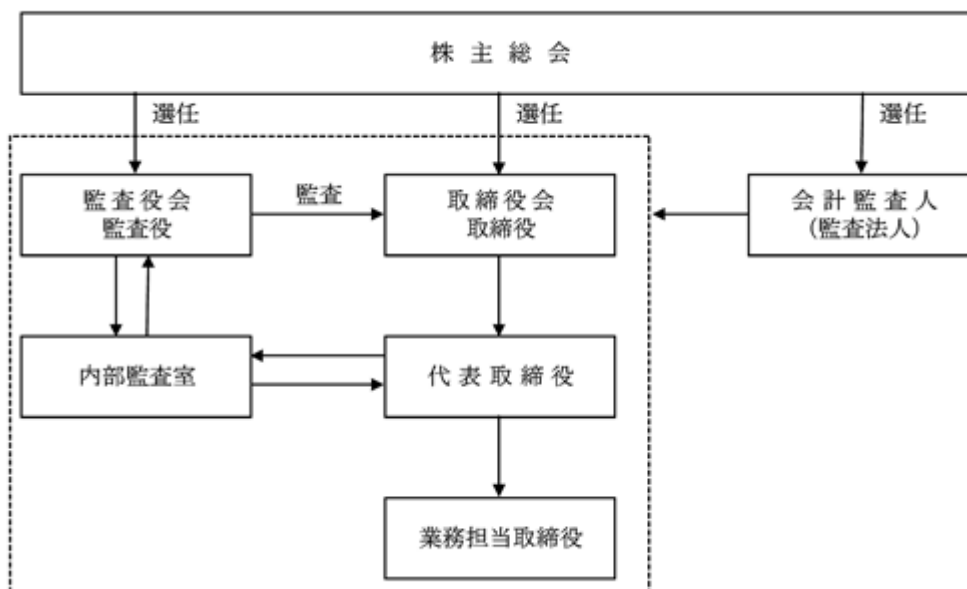 株主総会
選任
選任
選任
監査役会
監査役
監査
取締役会
取締役
会計監査人
(監査法人)
内部監査室
代表取締役
業務担当取締役